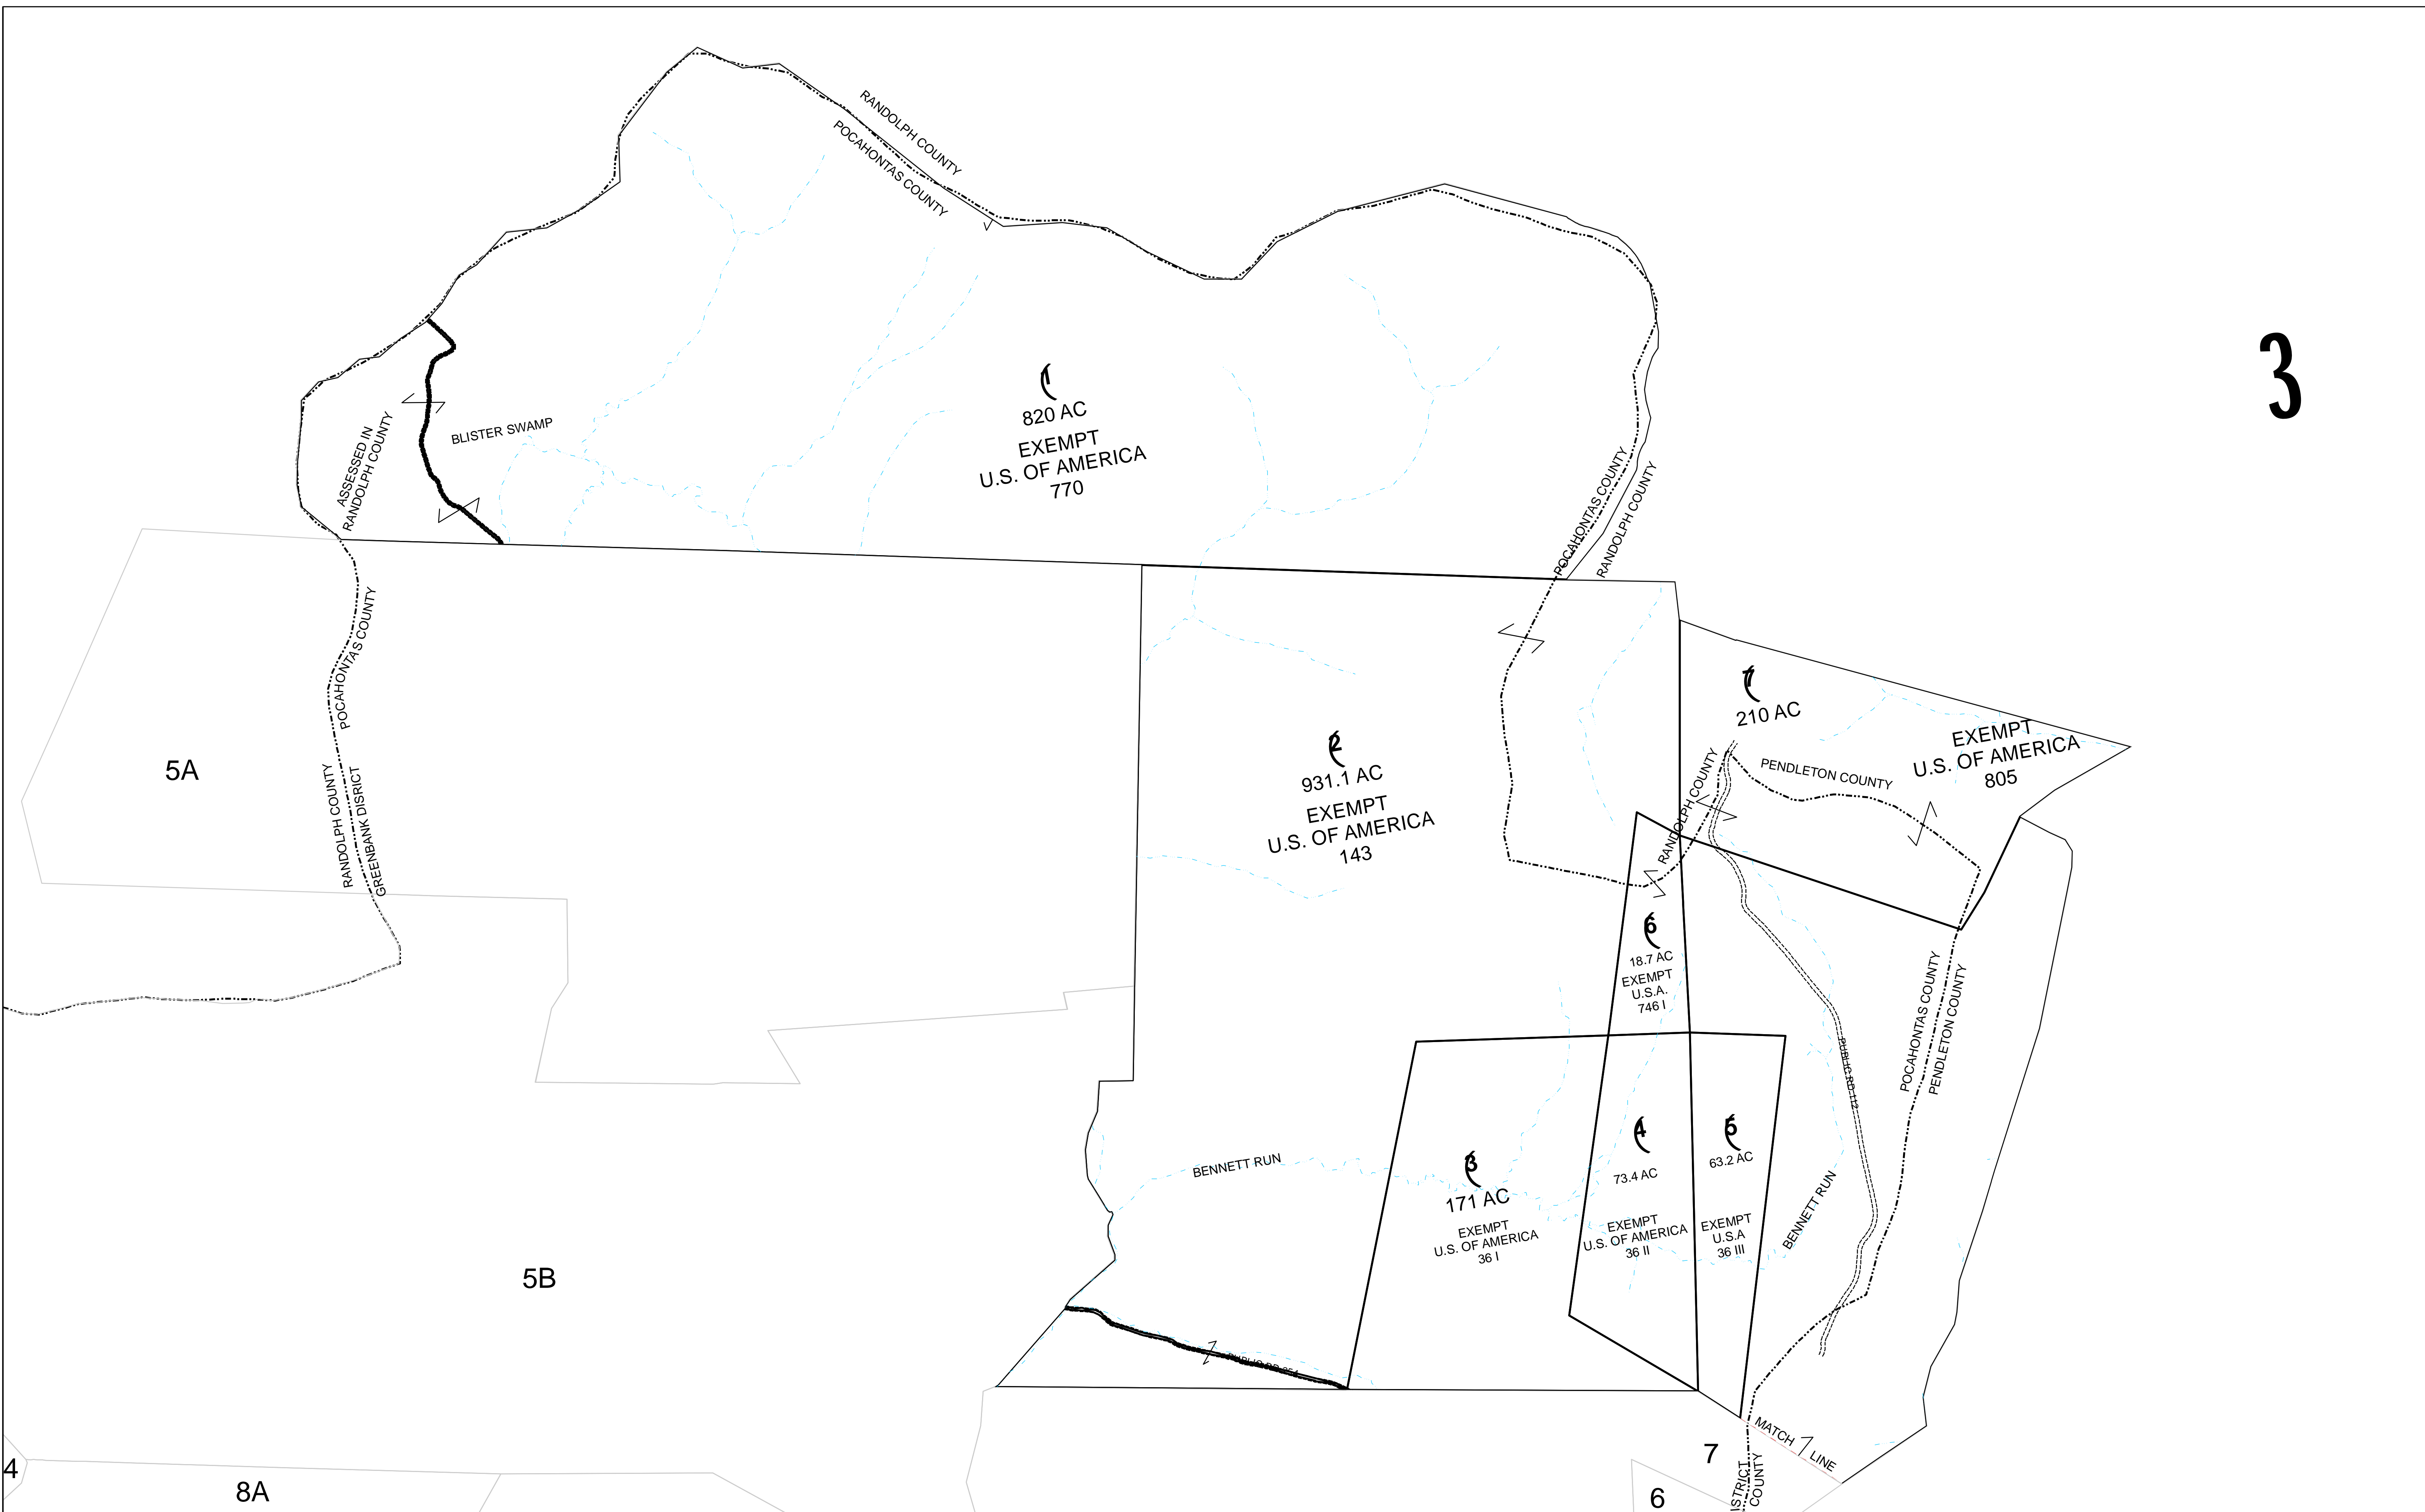 RANDOLPH COUNTY
POCAHONTAS COUNTY
3
1
820 AC
EXEMPT
U.S. OF AMERICA
770
BLISTER SWAMP
ASSESSED IN
RANDOLPH COUNTY
POCAHONTAS COUNTY
RANDOLPH COUNTY
POCAHONTAS COUNTY
RANDOLPH COUNTY
GREENBANK DISRICT
5A
2
931.1 AC
EXEMPT
U.S. OF AMERICA
143
7
210 AC
EXEMPT
U.S. OF AMERICA
805
PENDLETON COUNTY
RANDOLPH COUNTY
6
18.7 AC
EXEMPT
U.S.A.
746 I
POCAHONTAS COUNTY
PENDLETON COUNTY
PUBLIC RD. 112
BENNETT RUN
3
171 AC
EXEMPT
U.S. OF AMERICA
36 I
4
73.4 AC
EXEMPT
U.S. OF AMERICA
36 II
5
63.2 AC
EXEMPT
U.S.A
36 III
BENNETT RUN
5B
PUBLIC RD 254
MATCH LINE
7
6
ISTRICT
COUNTY
4
8A